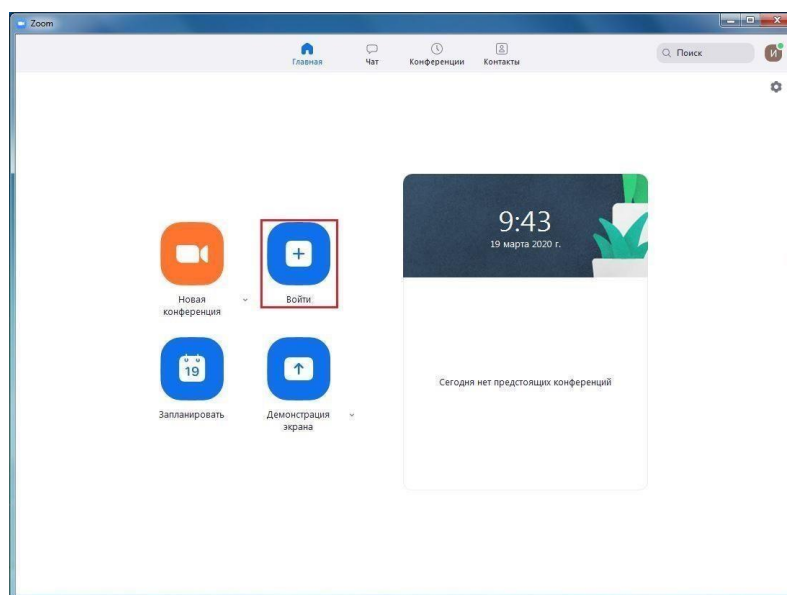 Zoom
Главная
Чат
Конференции
Контакты
Поиск
И
9:43
19 марта 2020 г.
Новая
конференция
Войти
19
Запланировать
Демонстрация
экрана
Сегодня нет предстоящих конференций